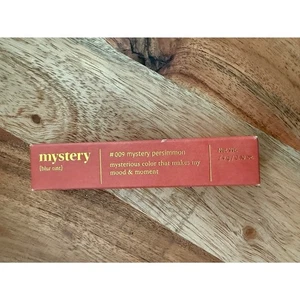 mystery
[blur tint]
# 009 mystery persimmon
mysterious color that makes my
mood & moment